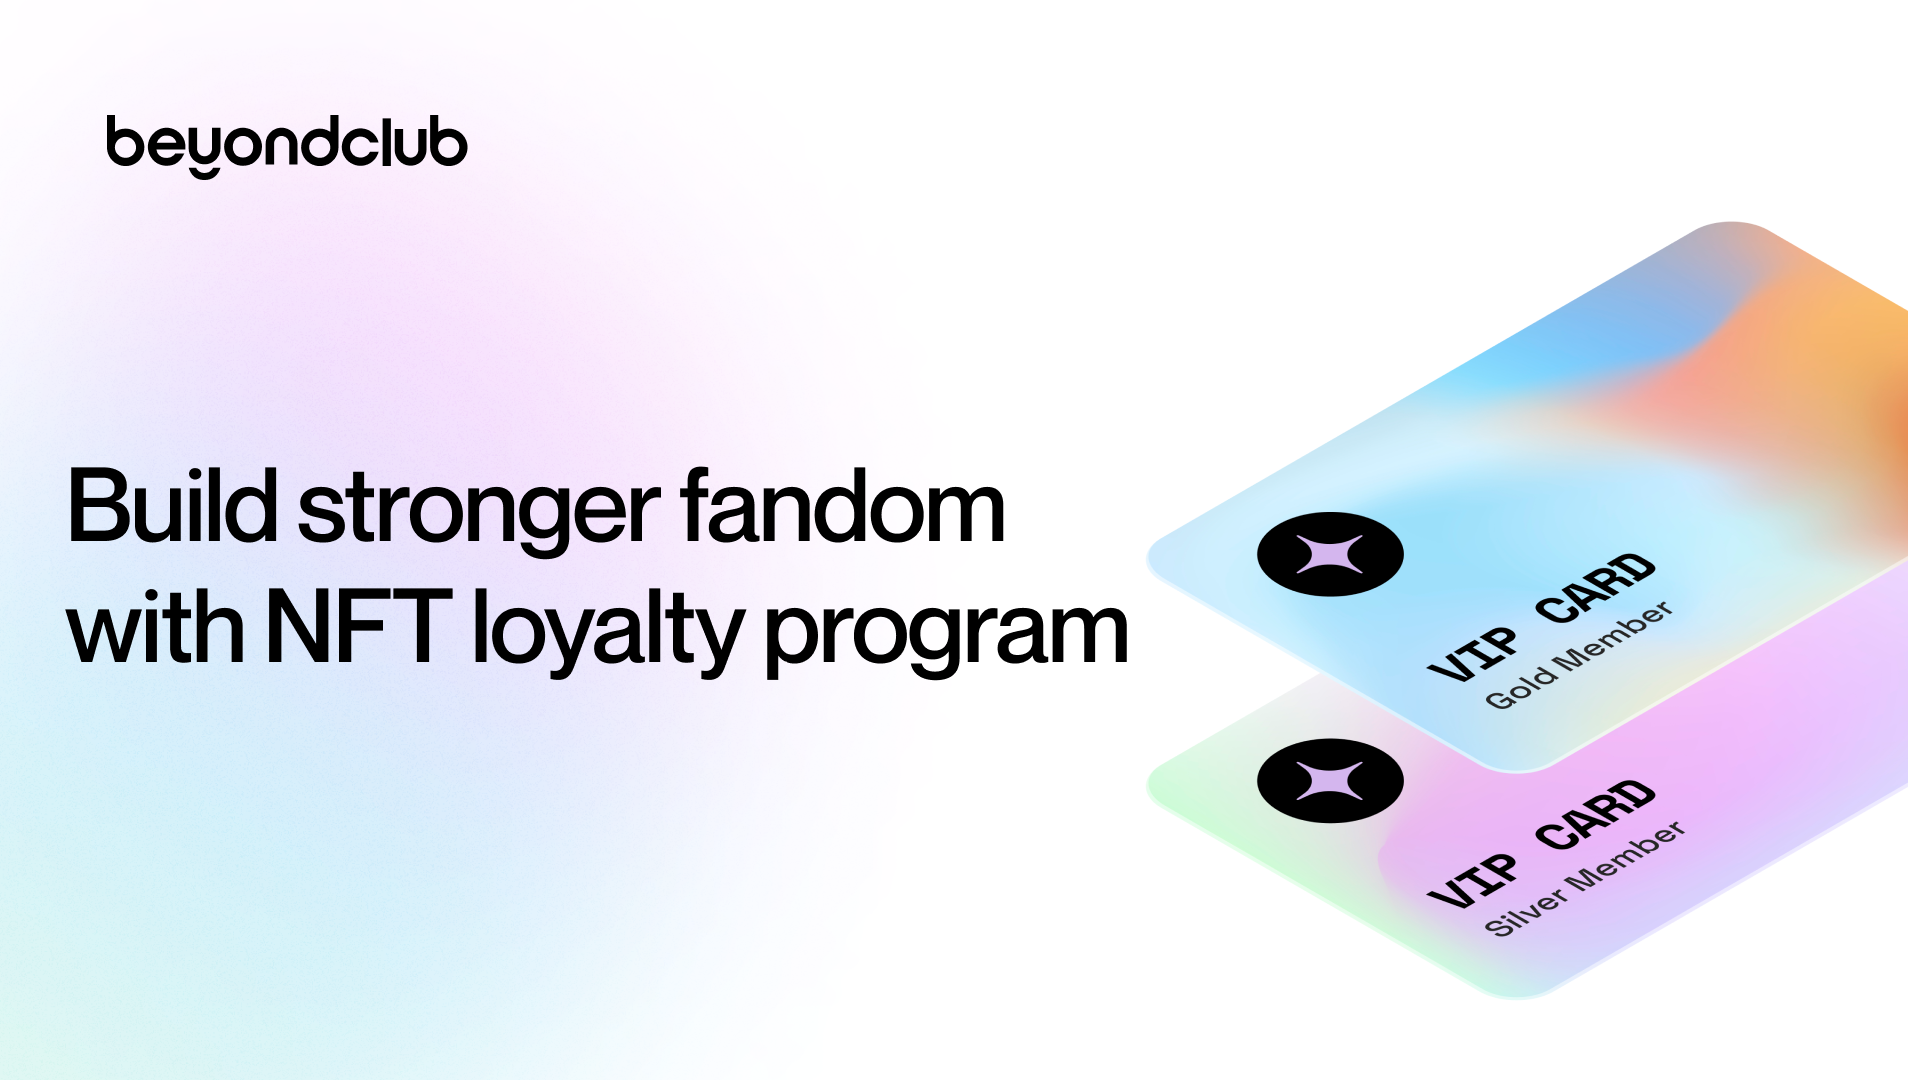 beyondclub
Build stronger fandom
with NFT loyalty program
VIP CARD
Gold Member
VIP CARD
Silver Member